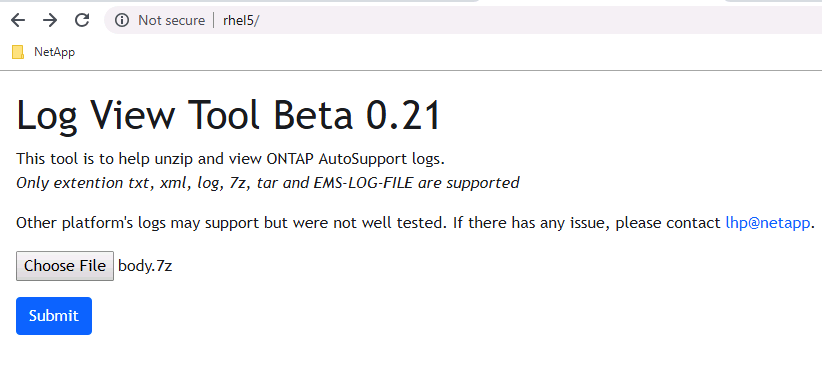 Not secure | rhel5/
NetApp
Log View Tool Beta 0.21
This tool is to help unzip and view ONTAP AutoSupport logs.
Only extention txt, xml, log, 7z, tar and EMS-LOG-FILE are supported
Other platform's logs may support but were not well tested. If there has any issue, please contact lhp@netapp.
Choose File body.7z
Submit